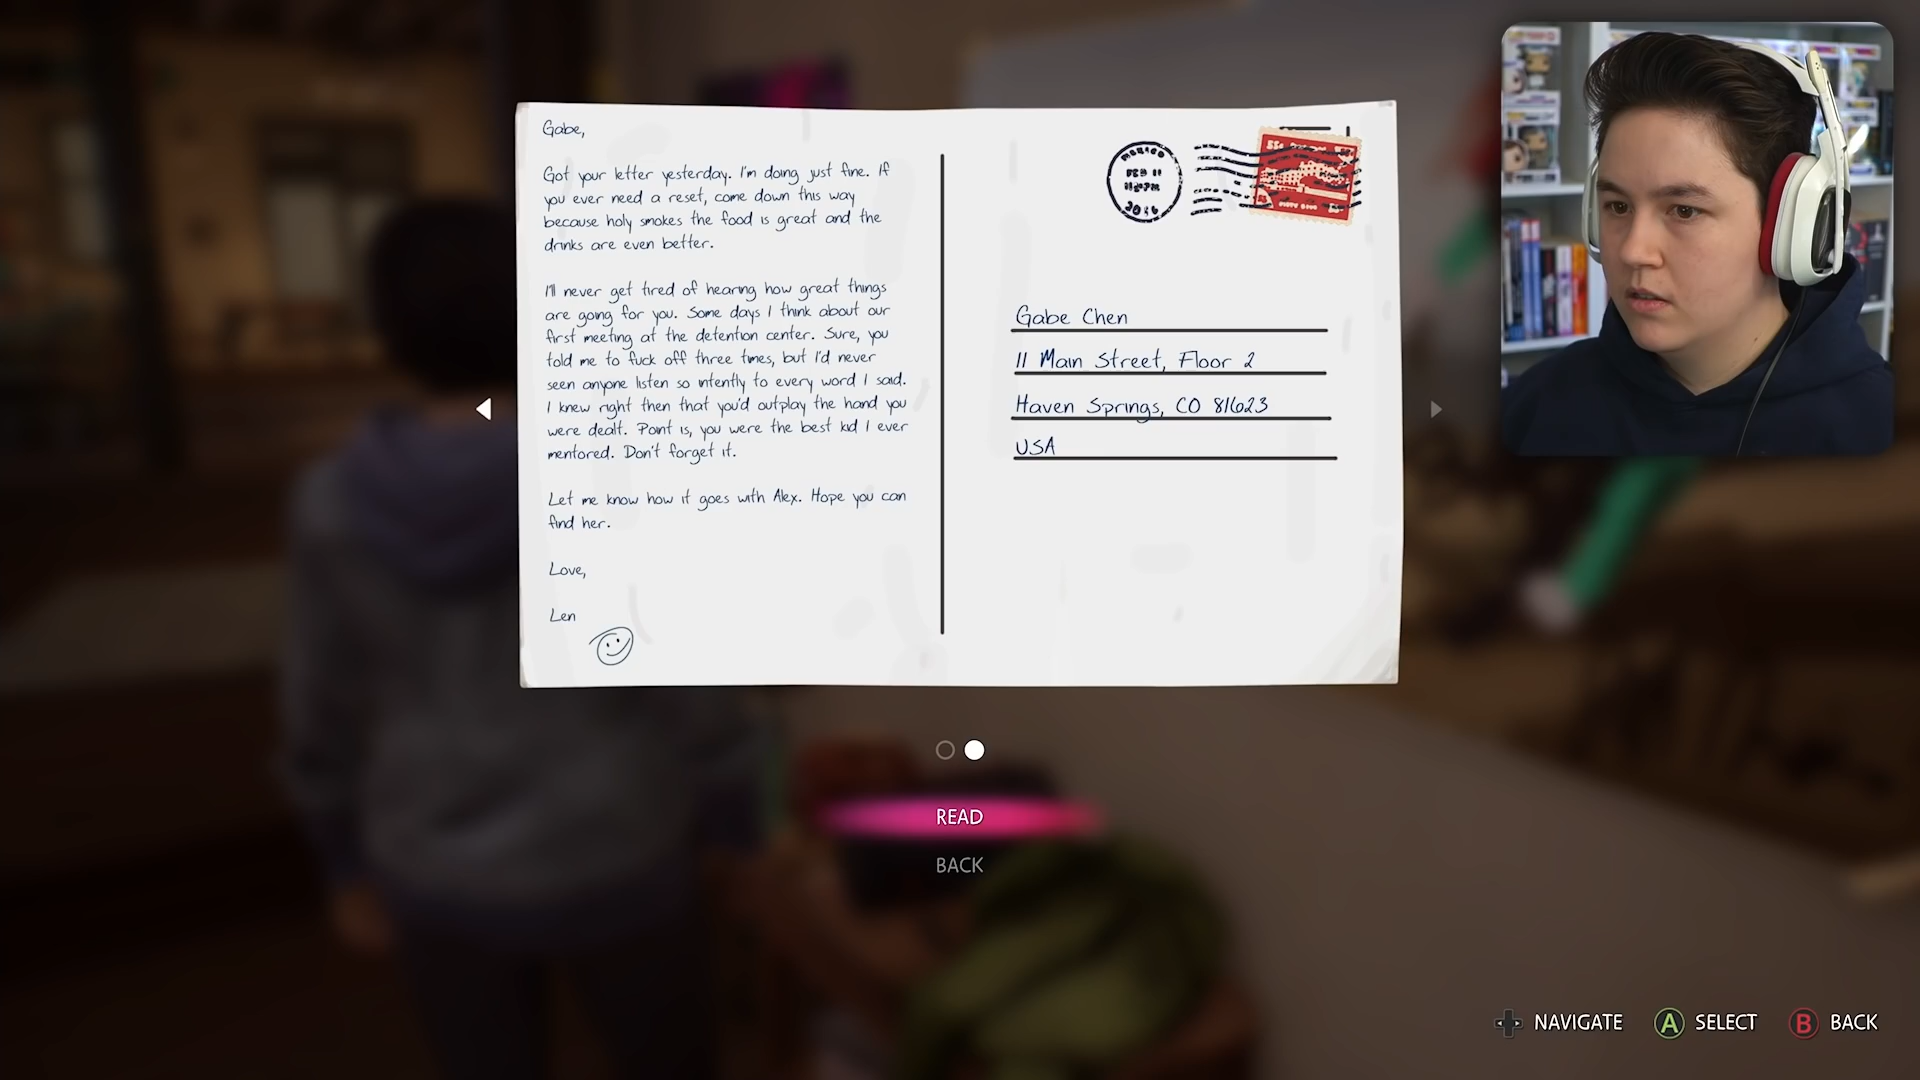 Gabe,
Got your letter yesterday. I'm doing just fine. If
you ever need a reset, come down this way
because holy smokes the food is great and the
drinks are even better.
I'll never get tired of hearing how great things
are going for you. Some days I think about our
first meeting at the detention center. Sure, you
told me to fuck off three times, but I'd never
seen anyone listen so intently to every word I said.
I knew right then that you'd outplay the hand you
were dealt. Point is, you were the best kid I ever
mentored. Don't forget it.
Let me know how it goes with Alex. Hope you can
find her.
Love,
Len
MEXICO
FEB 11
Gabe Chen
11 Main Street, Floor 2
Haven Springs, CO 81623
USA
READ
BACK
NAVIGATE A SELECT B BACK